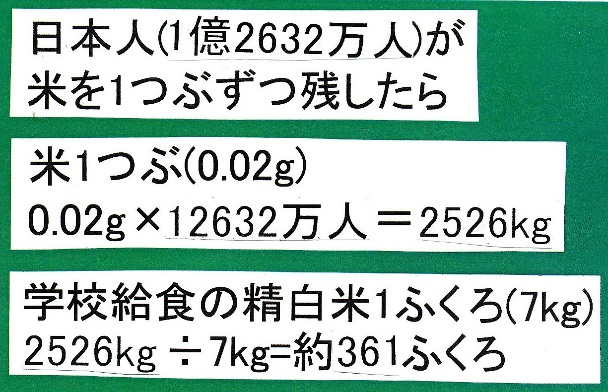 日本人(1億2632万人)が
米を1つぶずつ残したら
米1つぶ(0.02g)
0.02g×12632万人＝2526kg
学校給食の精白米1ふくろ(7kg)
2526kg÷7kg=約361ふくろ